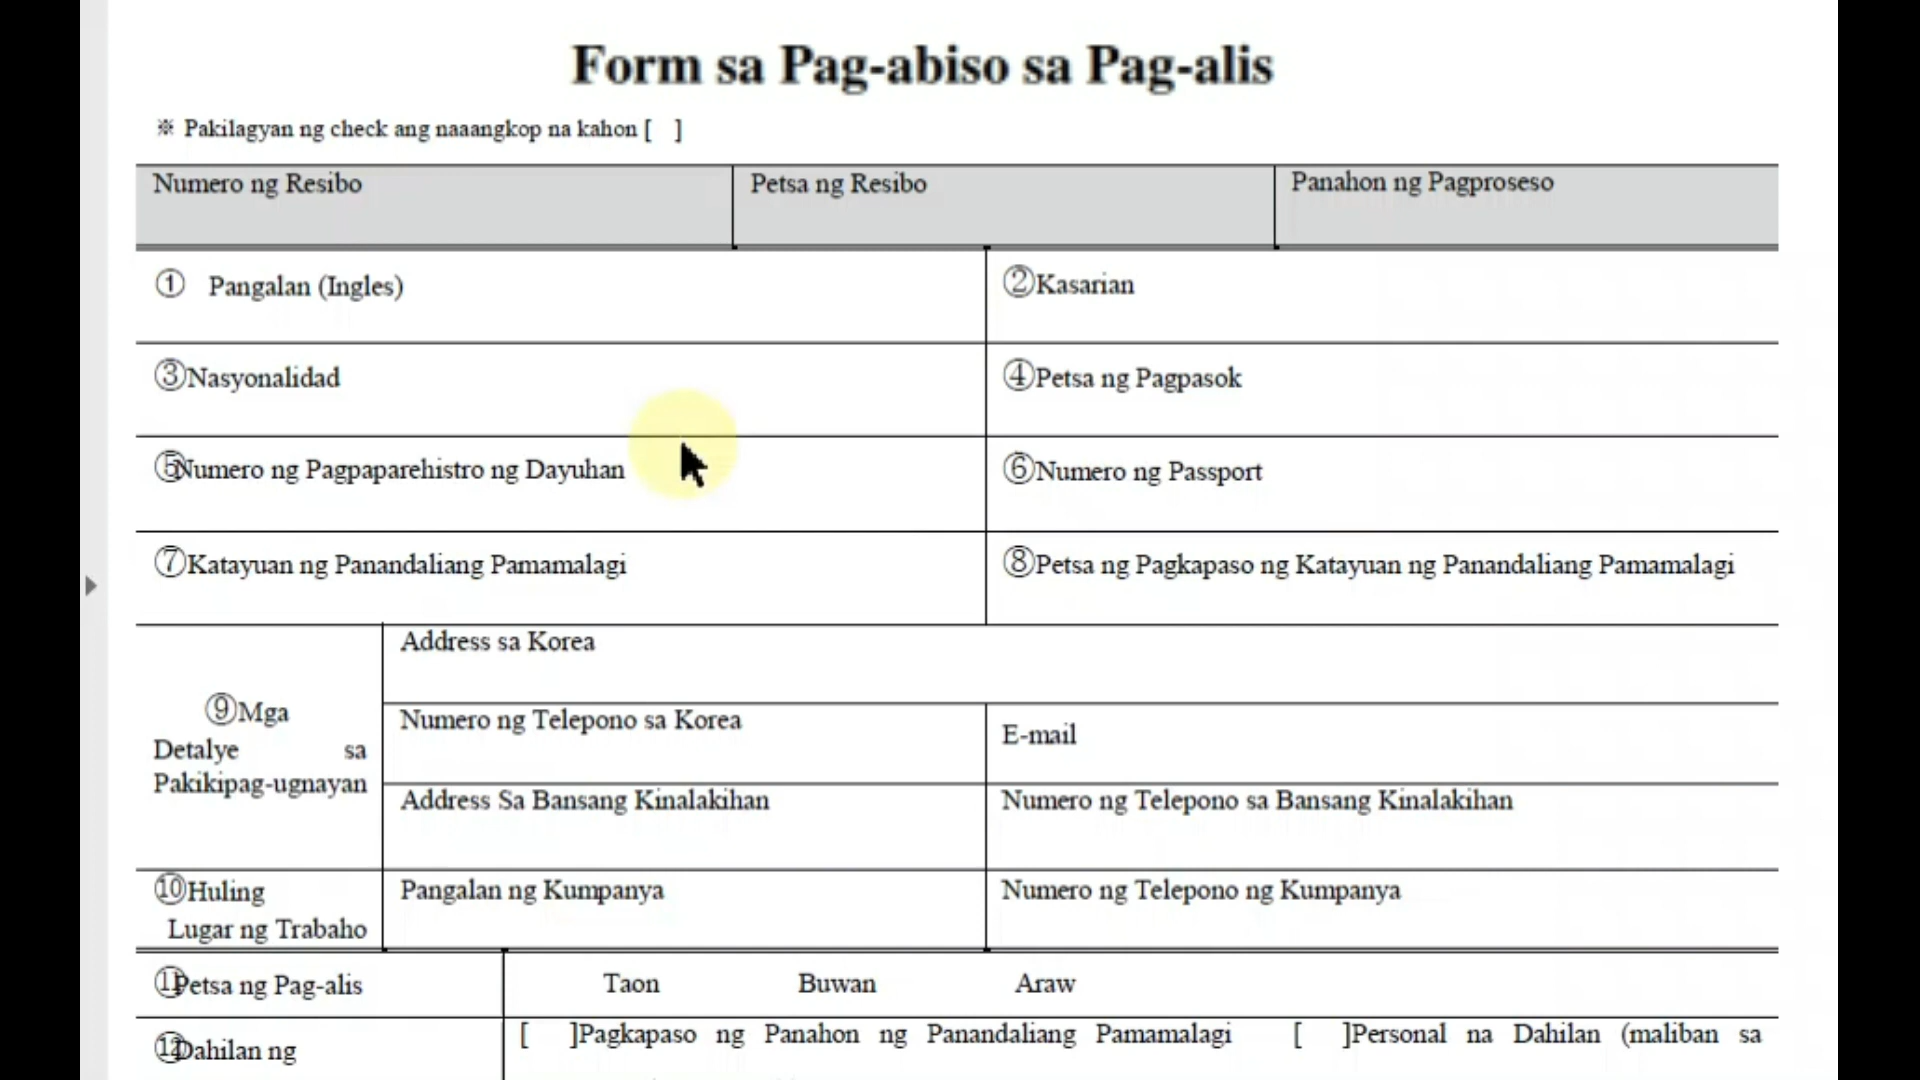 Form sa Pag-abiso sa Pag-alis
※ Pakilagyan ng check ang naaangkop na kahon [ ]
Numero ng Resibo
Petsa ng Resibo
Panahon ng Pagproseso
① Pangalan (Ingles)
②Kasarian
③Nasyonalidad
④Petsa ng Pagpasok
⑤Numero ng Pagpaparehistro ng Dayuhan
⑥Numero ng Passport
⑦Katayuan ng Panandaliang Pamamalagi
⑧Petsa ng Pagkapaso ng Katayuan ng Panandaliang Pamamalagi
⑨Mga
Detalye sa
Pakikipag-ugnayan
Address sa Korea
Numero ng Telepono sa Korea
E-mail
Address Sa Bansang Kinalakihan
Numero ng Telepono sa Bansang Kinalakihan
⑩Huling
Lugar ng Trabaho
Pangalan ng Kumpanya
Numero ng Telepono ng Kumpanya
⑪Petsa ng Pag-alis
Taon Buwan Araw
⑫Dahilan ng
[ ]Pagkapaso ng Panahon ng Panandaliang Pamamalagi [ ]Personal na Dahilan (maliban sa